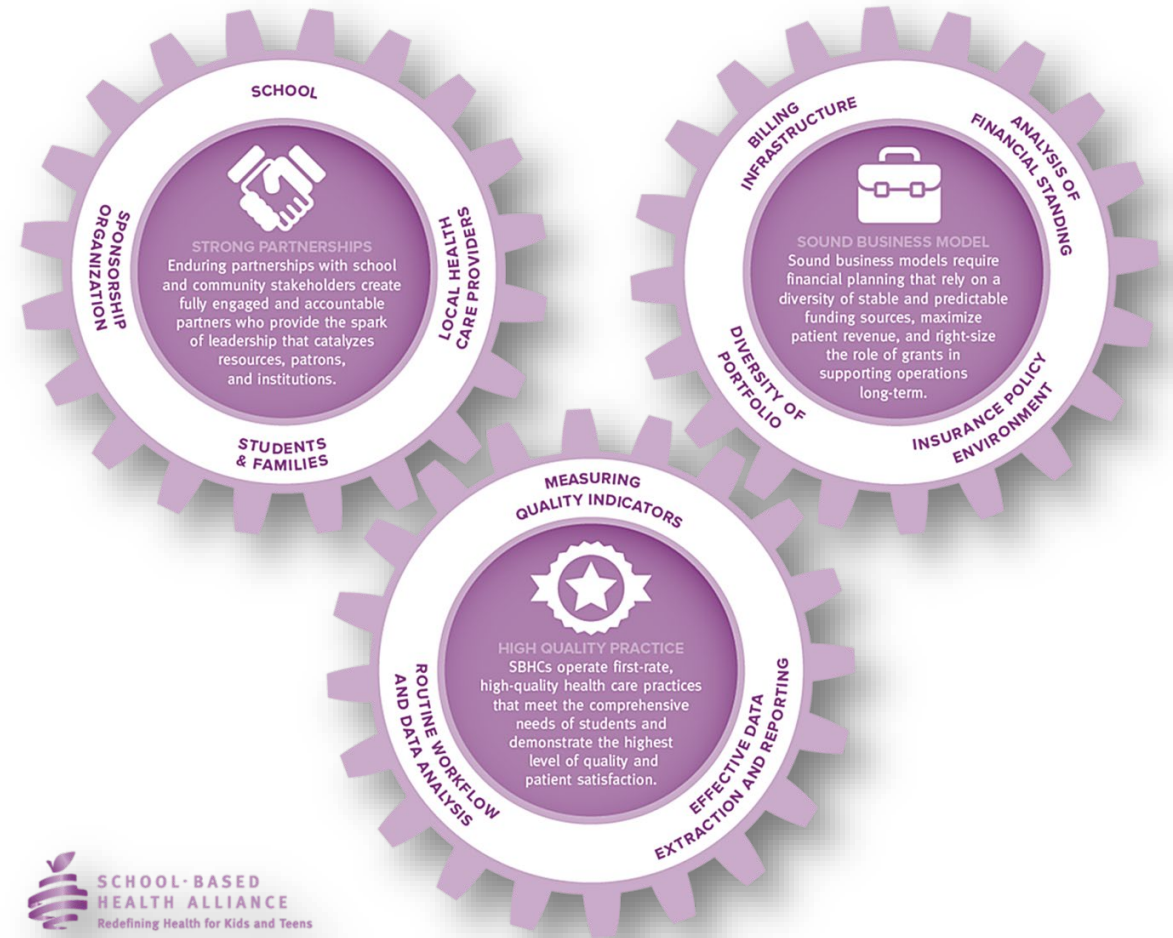 SCHOOL
SPONSORSHIP
ORGANIZATION
STRONG PARTNERSHIPS
Enduring partnerships with school
and community stakeholders create
fully engaged and accountable
partners who provide the spark
of leadership that catalyzes
resources, patrons,
and institutions.
LOCAL HEALTH
CARE PROVIDERS
STUDENTS
& FAMILIES
BILLING
INFRASTRUCTURE
ANALYSIS OF
FINANCIAL STANDING
SOUND BUSINESS MODEL
Sound business models require
financial planning that rely on a
diversity of stable and predictable
funding sources, maximize
patient revenue, and right-size
the role of grants in
supporting operations
long-term.
DIVERSITY OF
PORTFOLIO
INSURANCE POLICY
ENVIRONMENT
MEASURING
QUALITY INDICATORS
HIGH QUALITY PRACTICE
SBHCs operate first-rate,
high-quality health care practices
that meet the comprehensive
needs of students and
demonstrate the highest
level of quality and
patient satisfaction.
ROUTINE WORKFLOW
AND DATA ANALYSIS
EFFECTIVE DATA
EXTRACTION AND REPORTING
SCHOOL-BASED
HEALTH ALLIANCE
Redefining Health for Kids and Teens